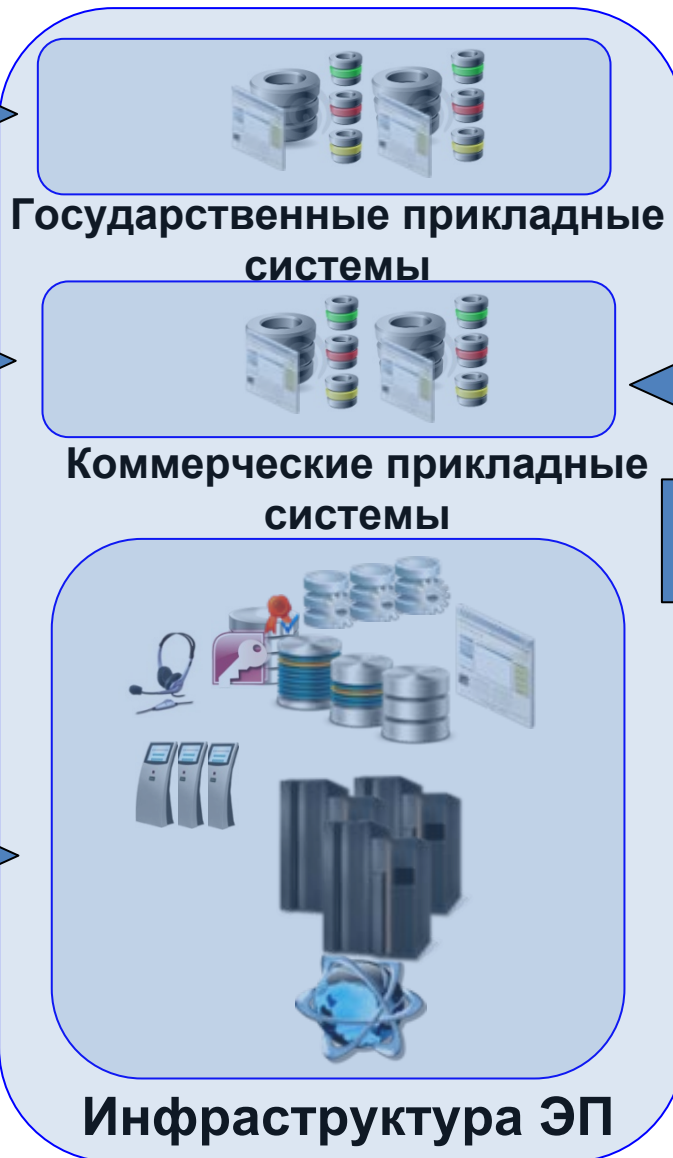 Государственные прикладные
системы
Коммерческие прикладные
системы
Инфраструктура ЭП